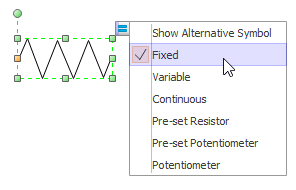 Show Alternative Symbol
Fixed
Variable
Continuous
Pre-set Resistor
Pre-set Potentiometer
Potentiometer